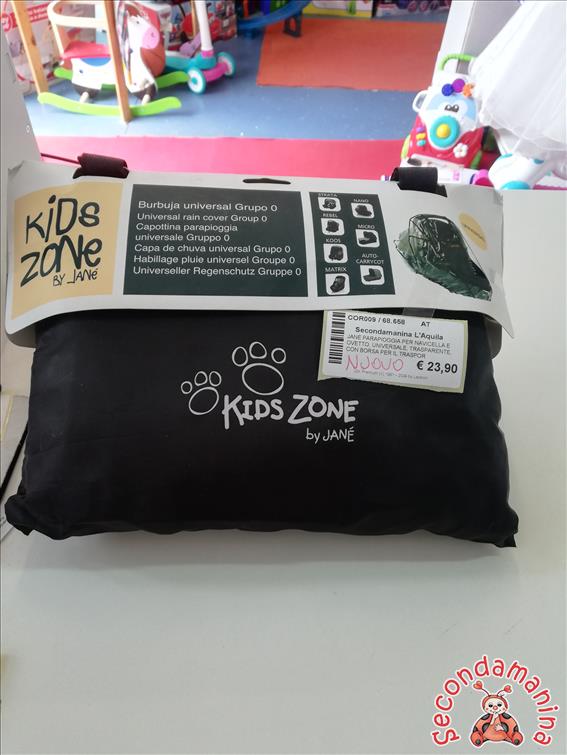 KiDS
ZONE
BY JANÉ
Burbuja universal Grupo 0
Universal rain cover Group 0
Capottina parapioggia
universale Gruppo 0
Capa de chuva universal Grupo 0
Habillage pluie universel Groupe 0
Universeller Regenschutz Gruppe 0
STRATA
NANO
REBEL
MICRO
KOOS
AUTO-
CARRYCOT
MATRIX
COR009 / 68.658 AT
Secondamanina L'Aquila
JANÉ PARAPIOGGIA PER NAVICELLA E
OVETTO, UNIVERSALE, TRASPARENTE,
CON BORSA PER IL TRASPOR
NUOVO
€ 23,90
KIDS ZONE
by JANÉ
Secondamanina